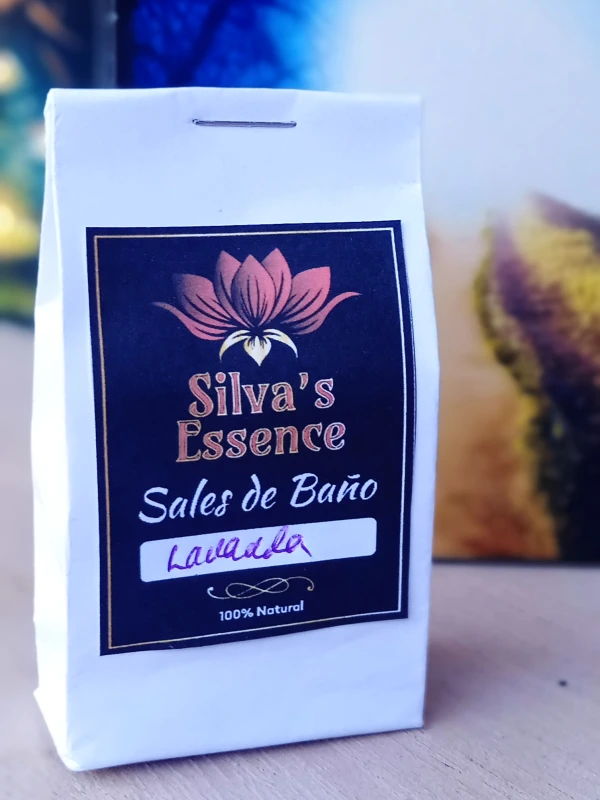 Silva's
Essence
Sales de Baño
Lavanda
100% Natural